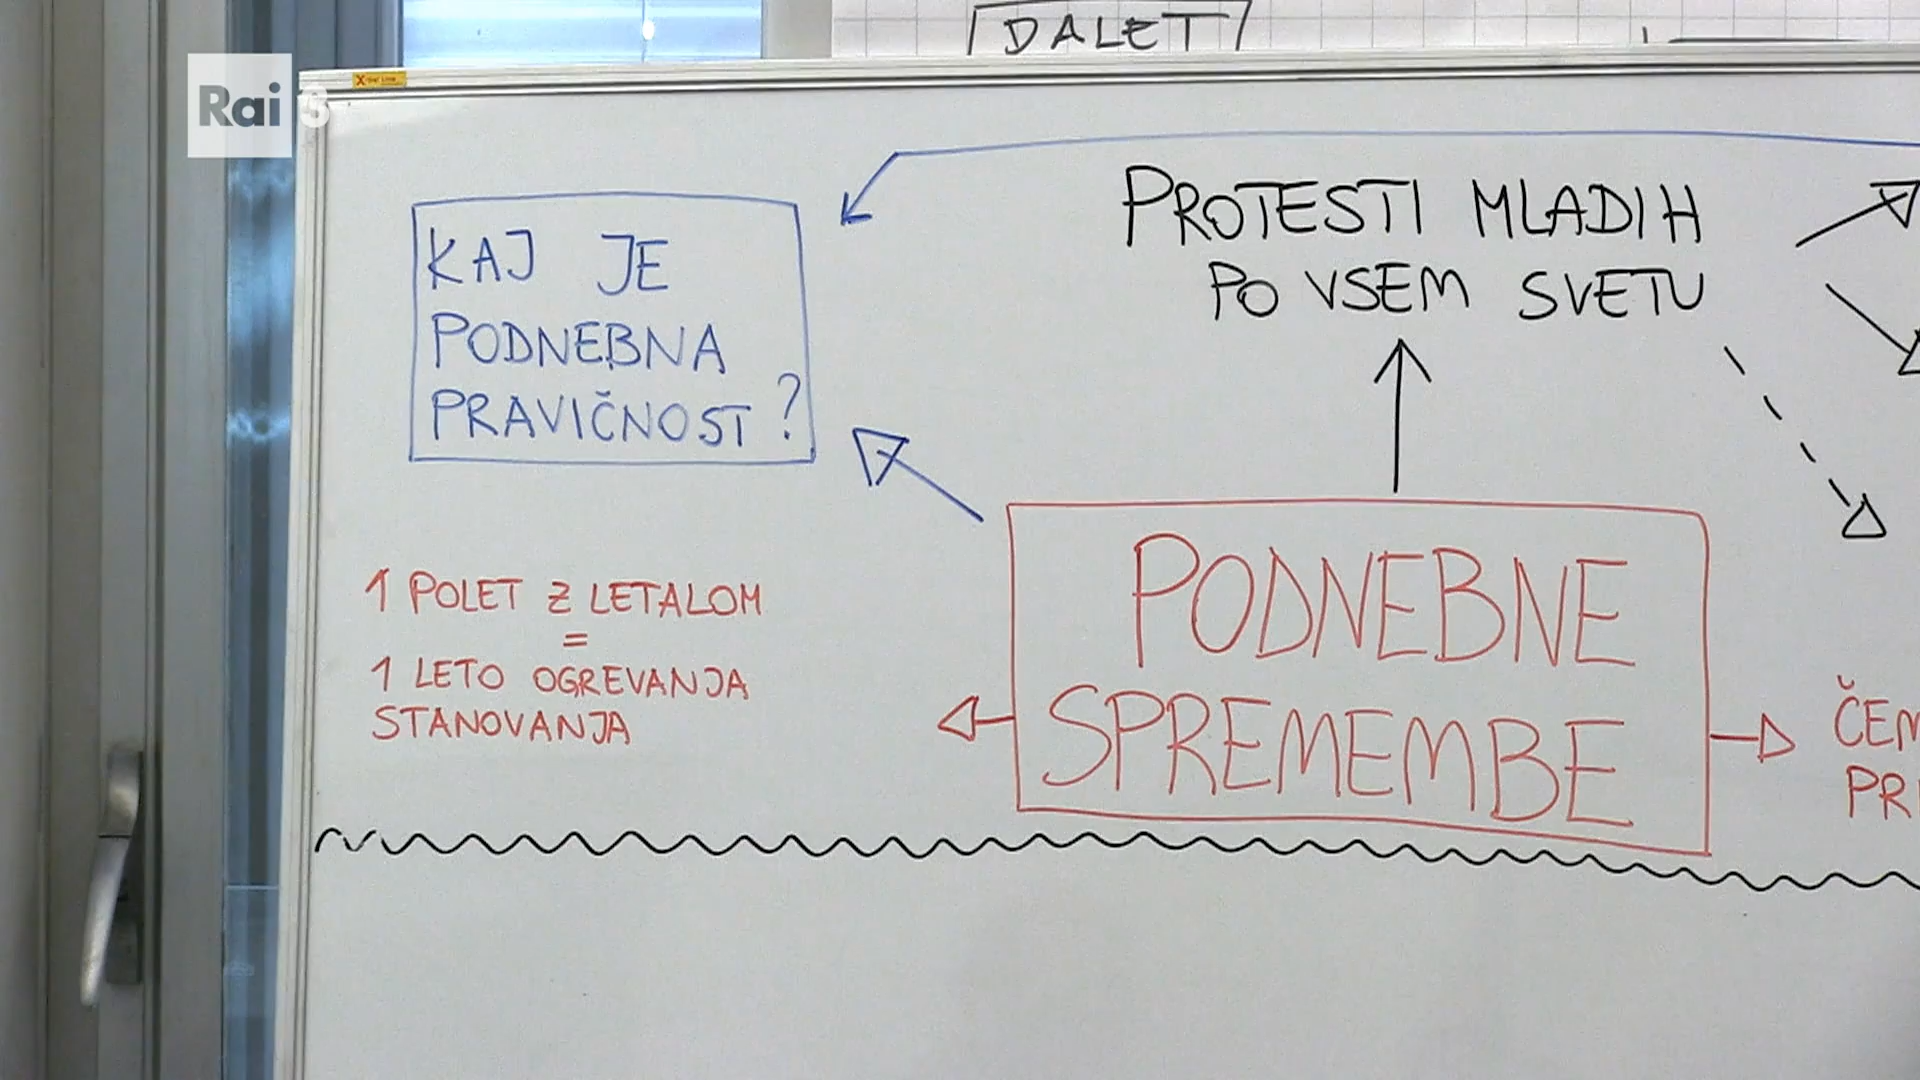 DALET
Rai 3
PROTESTI MLADIH
PO VSEM SVETU
KAJ JE
PODNEBNA
PRAVIČNOST?
PODNEBNE
SPREMEMBE
1 POLET Z LETALOM
=
1 LETO OGREVANJA
STANOVANJA